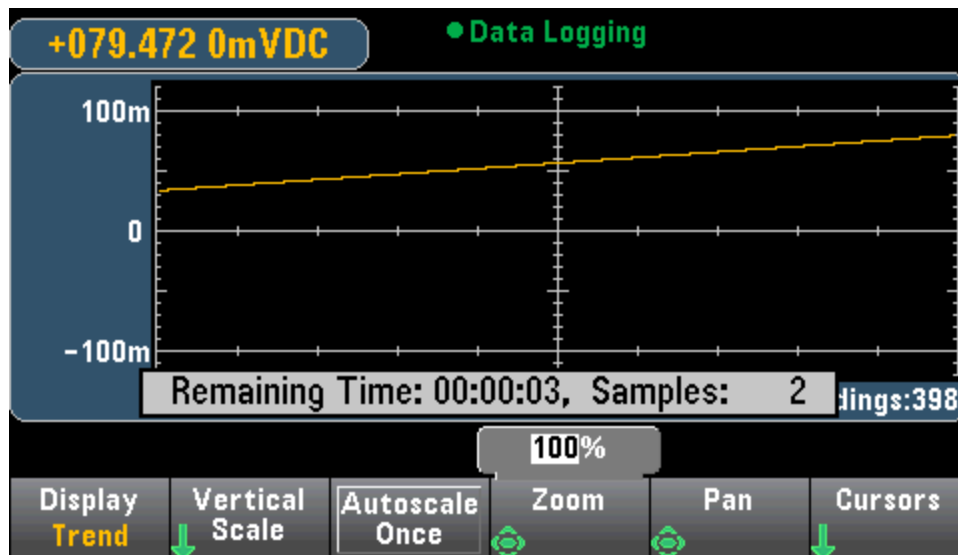 +079.472 0mVDC
Data Logging
100m
0
-100m
Remaining Time: 00:00:03, Samples: 2
dings:398
100%
Display
Trend
Vertical
Scale
Autoscale
Once
Zoom
Pan
Cursors